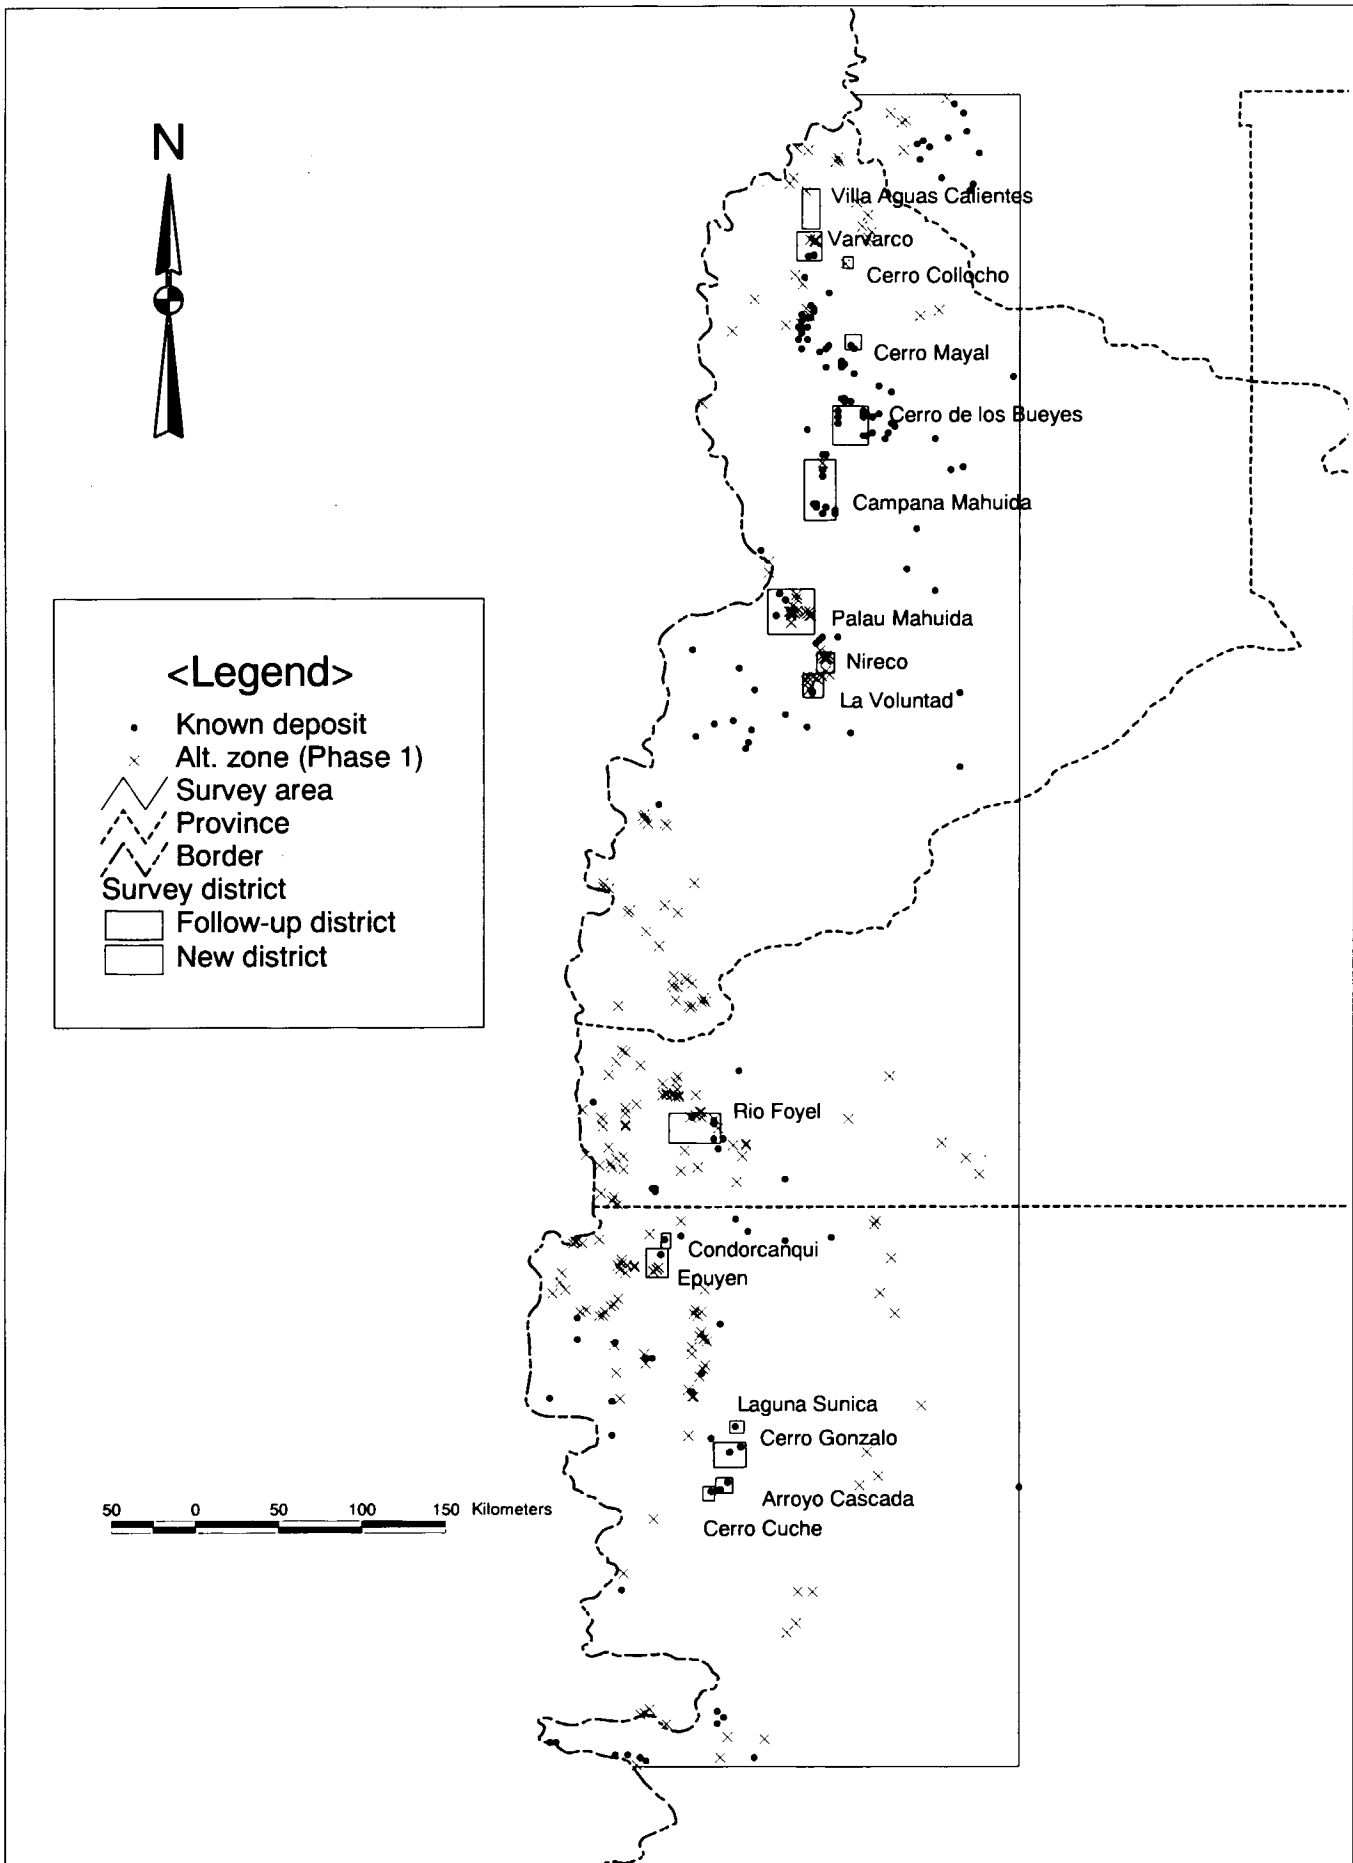 N
Villa Aguas Calientes
Varvarco
Cerro Collocho
Cerro Mayal
Cerro de los Bueyes
Campana Mahuida
Palau Mahuida
Nireco
La Voluntad
<Legend>
Known deposit
Alt. zone (Phase 1)
Survey area
Province
Border
Survey district
Follow-up district
New district
Rio Foyel
Condorcanqui
Epuyen
Laguna Sunica
Cerro Gonzalo
Arroyo Cascada
Cerro Cuche
50 0 50 100 150 Kilometers